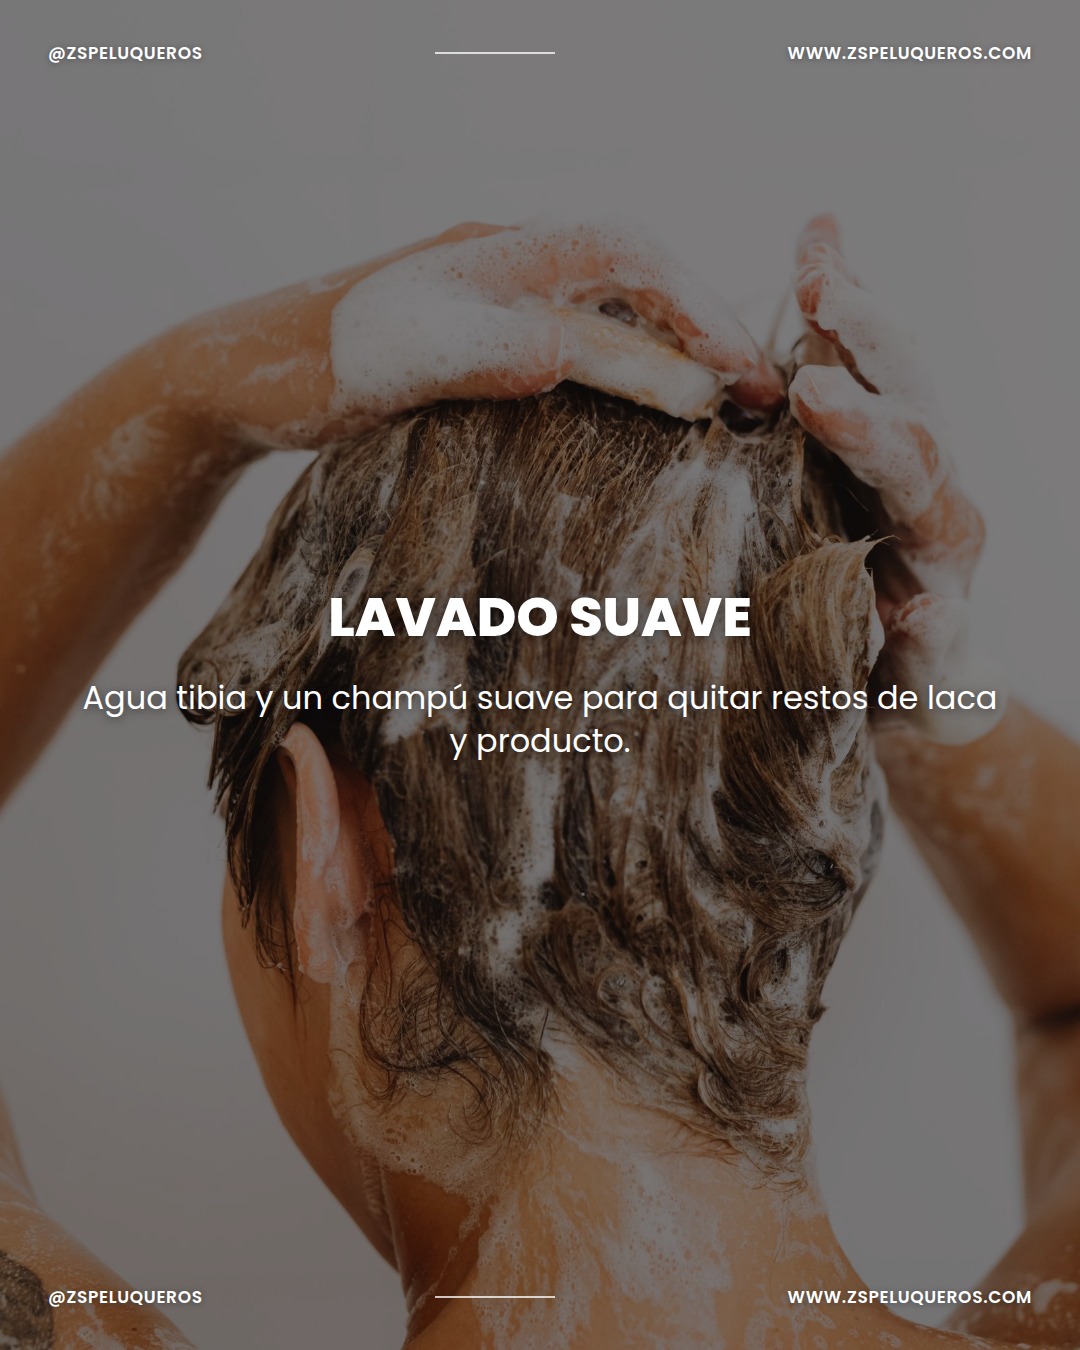 @ZSPELUQUEROS
WWW.ZSPELUQUEROS.COM
LAVADO SUAVE
Agua tibia y un champú suave para quitar restos de laca
y producto.
@ZSPELUQUEROS
WWW.ZSPELUQUEROS.COM